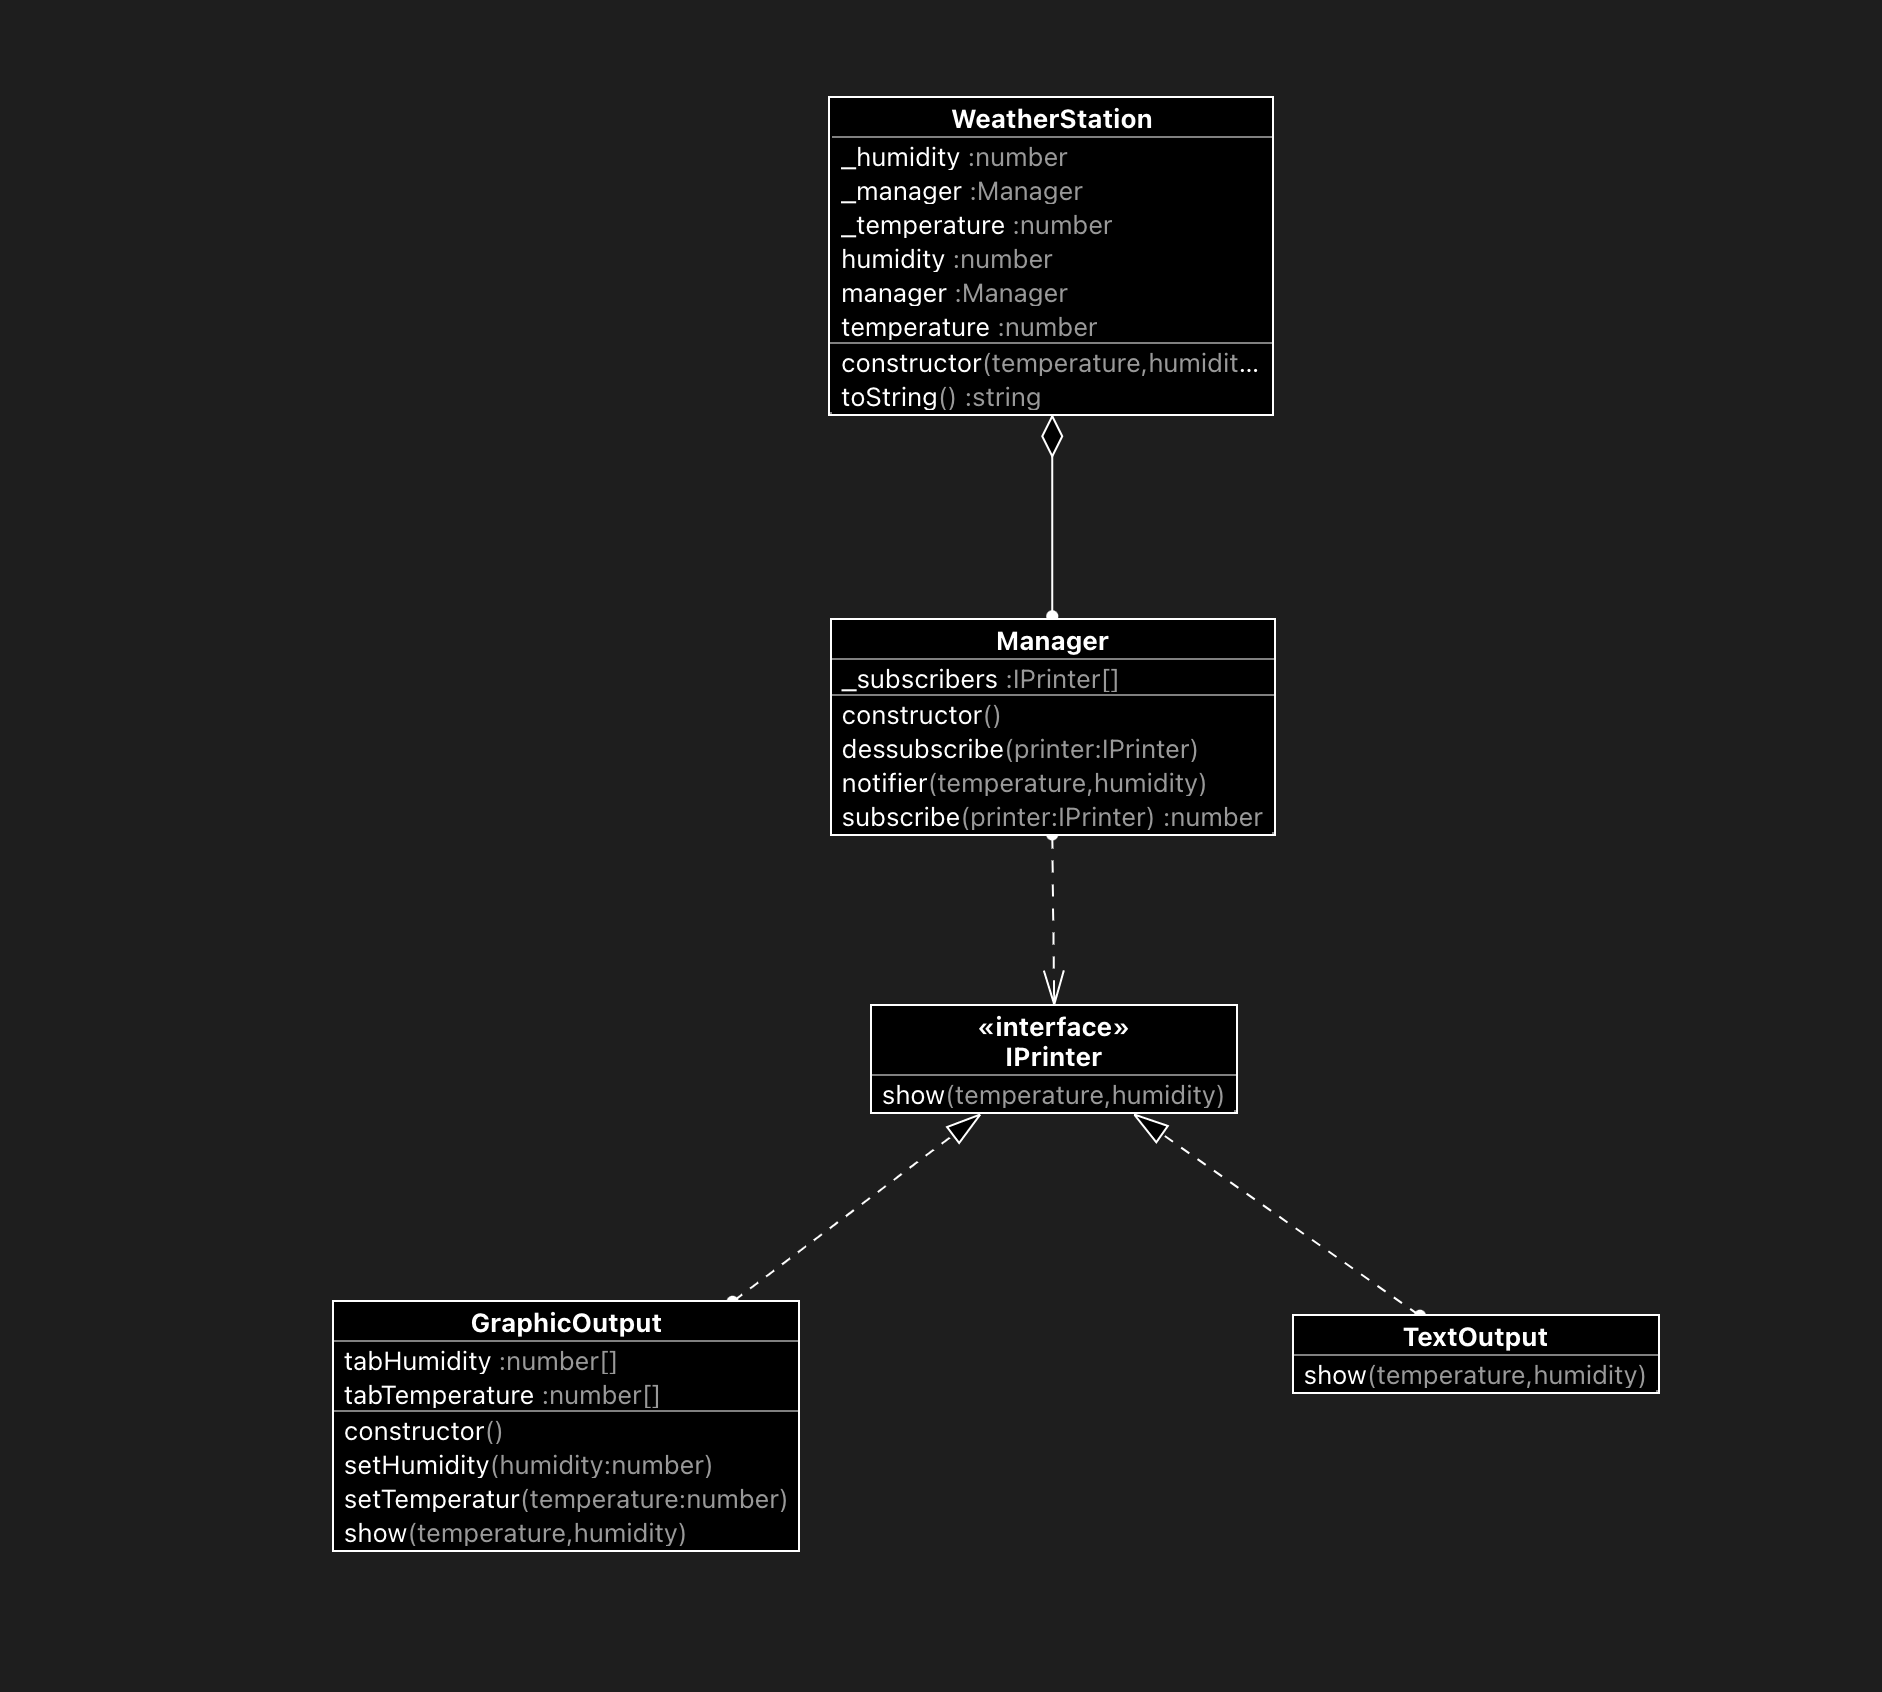 WeatherStation
_humidity :number
_manager :Manager
_temperature :number
humidity :number
manager :Manager
temperature :number
constructor(temperature,humidit...
toString() :string
Manager
_subscribers :IPrinter[]
constructor()
dessubscribe(printer:IPrinter)
notifier(temperature,humidity)
subscribe(printer:IPrinter) :number
«interface»
IPrinter
show(temperature,humidity)
GraphicOutput
tabHumidity :number[]
tabTemperature :number[]
constructor()
setHumidity(humidity:number)
setTemperatur(temperature:number)
show(temperature,humidity)
TextOutput
show(temperature,humidity)